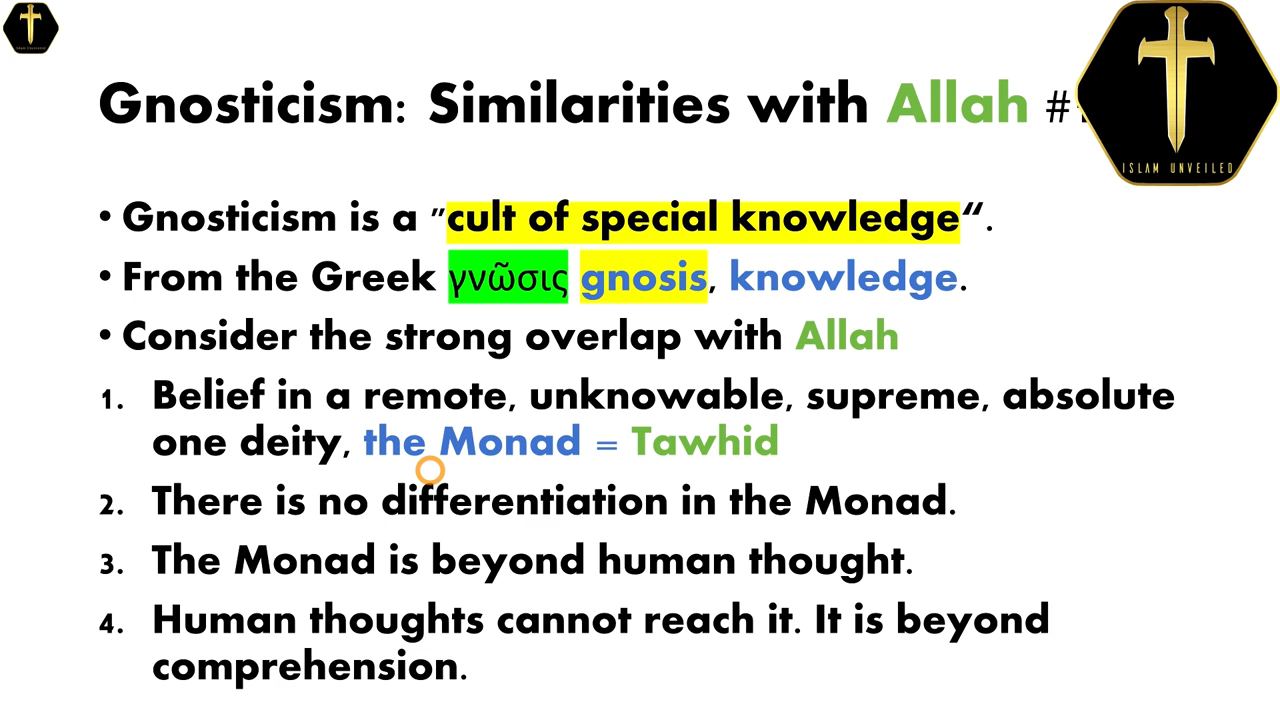 Gnosticism: Similarities with Allah #
ISLAM UNVEILED
• Gnosticism is a "cult of special knowledge“.
• From the Greek γνῶσις gnosis, knowledge.
• Consider the strong overlap with Allah
1. Belief in a remote, unknowable, supreme, absolute
one deity, the Monad = Tawhid
2. There is no differentiation in the Monad.
3. The Monad is beyond human thought.
4. Human thoughts cannot reach it. It is beyond
comprehension.